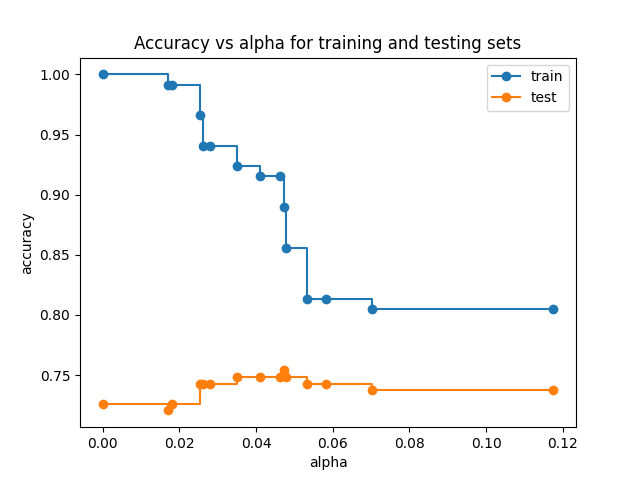 Accuracy vs alpha for training and testing sets
train
test
1.00
0.95
0.90
0.85
0.80
0.75
accuracy
0.00 0.02 0.04 0.06 0.08 0.10 0.12
alpha